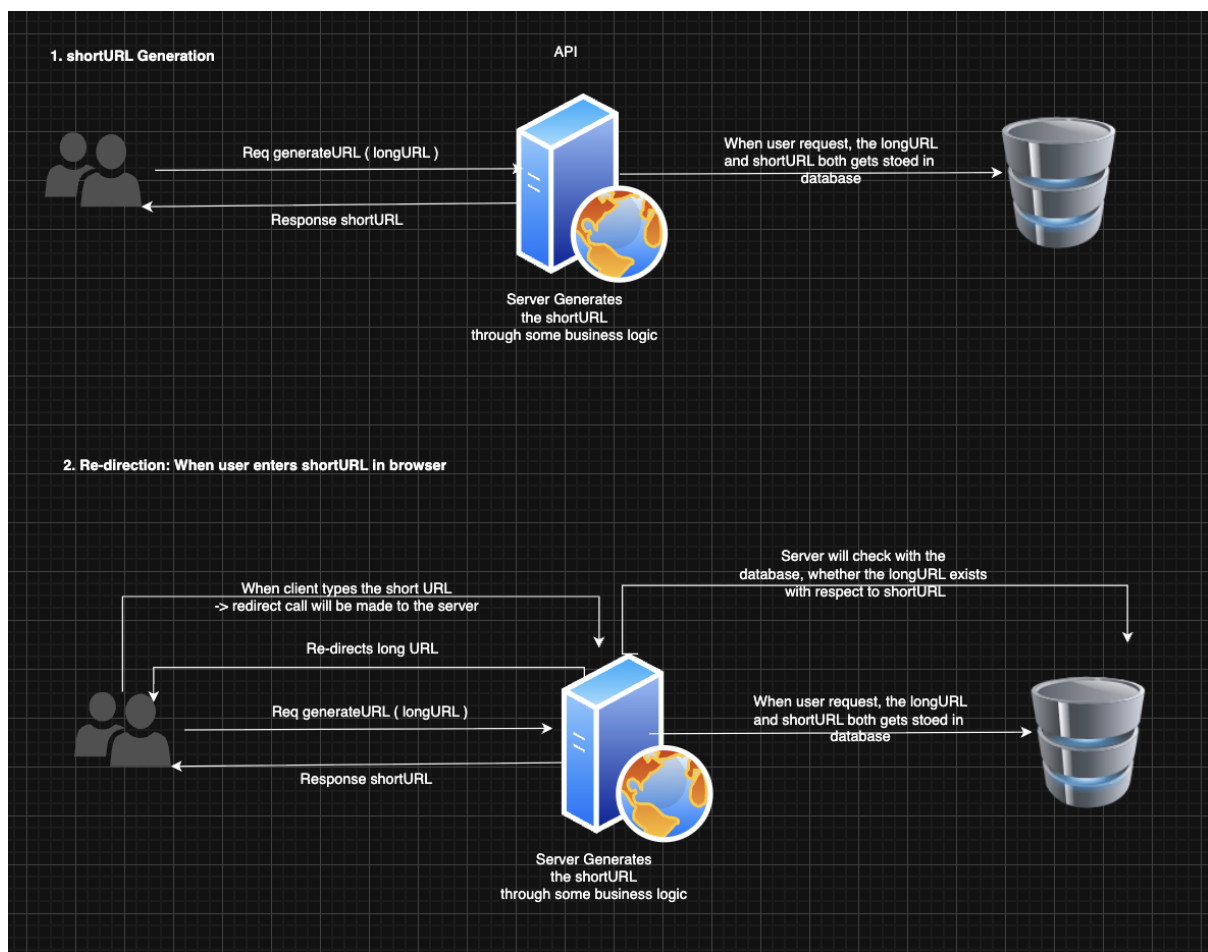 1. shortURL Generation
API
Req generateURL ( longURL )
When user request, the longURL
and shortURL both gets stoed in
database
Response shortURL
Server Generates
the shortURL
through some business logic
2. Re-direction: When user enters shortURL in browser
When client types the short URL
-> redirect call will be made to the server
Server will check with the
database, whether the longURL exists
with respect to shortURL
Re-directs long URL
Req generateURL ( longURL )
When user request, the longURL
and shortURL both gets stoed in
database
Response shortURL
Server Generates
the shortURL
through some business logic